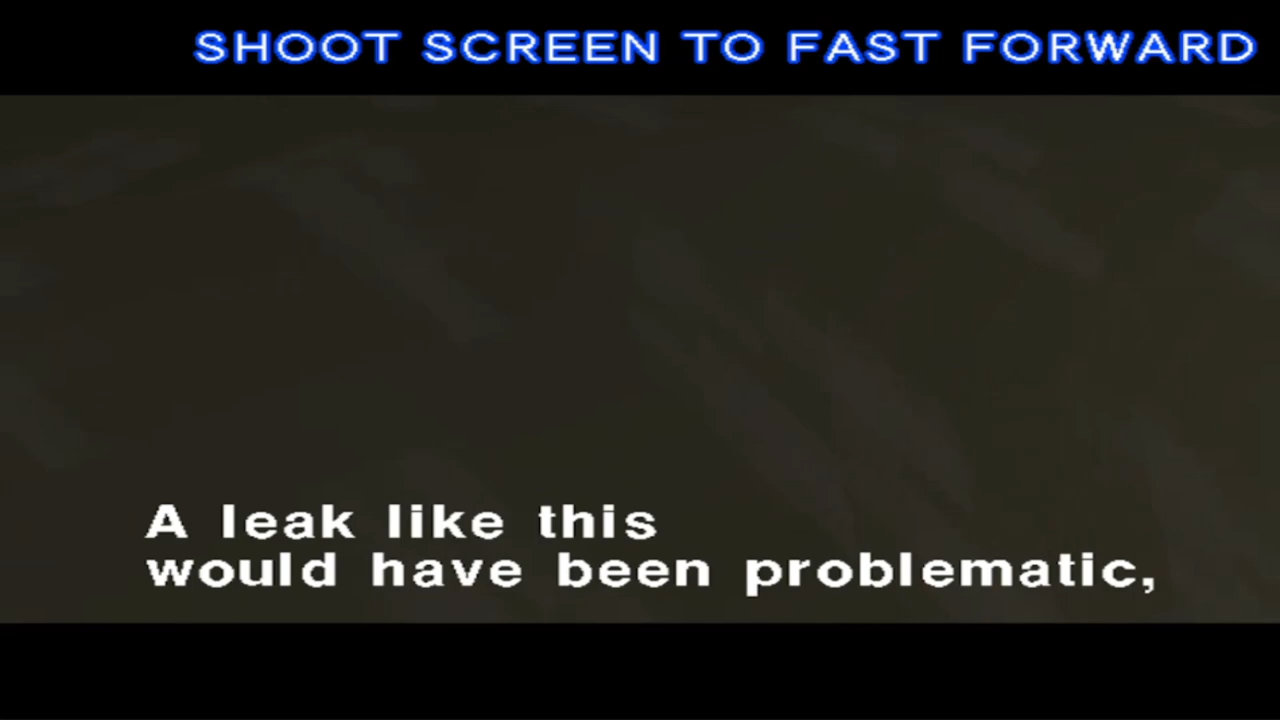 SHOOT SCREEN TO FAST FORWARD
A leak like this
would have been problematic,